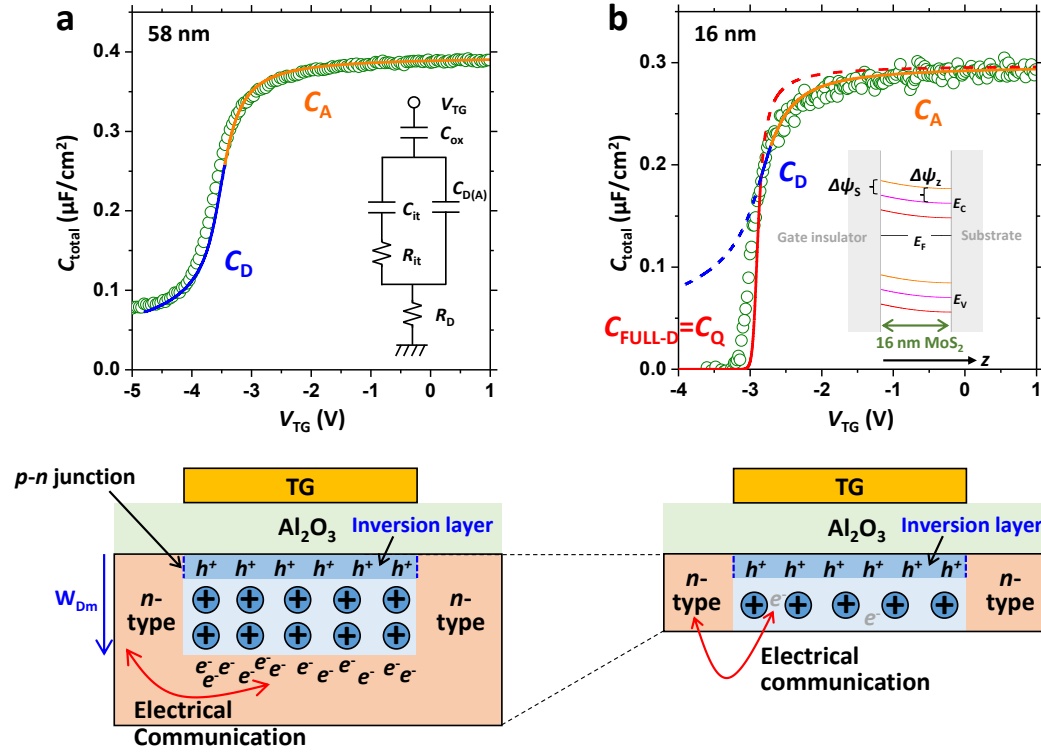 a
58 nm
0.4
0.3
0.2
0.1
0.0
C_total (μF/cm²)
-5 -4 -3 -2 -1 0 1
V_TG (V)
C_A
C_D
V_TG
C_ox
C_D(A)
C_it
R_it
R_D
b
16 nm
0.3
0.2
0.1
0.0
C_total (μF/cm²)
-4 -3 -2 -1 0 1
V_TG (V)
C_A
C_D
C_FULL-D=C_Q
Δψ_S
Δψ_z
E_C
Gate insulator
E_F
Substrate
E_V
16 nm MoS₂
z
p-n junction
TG
Al₂O₃
Inversion layer
h⁺ h⁺ h⁺ h⁺ h⁺ h⁺
W_Dm
n-type
n-type
+ + + + +
+ + + + +
e⁻ e⁻ e⁻ e⁻ e⁻ e⁻ e⁻ e⁻ e⁻ e⁻ e⁻ e⁻
Electrical
Communication
TG
Al₂O₃
Inversion layer
h⁺ h⁺ h⁺ h⁺ h⁺ h⁺
n-type
n-type
+ e⁻ + + + +
e⁻
Electrical
communication